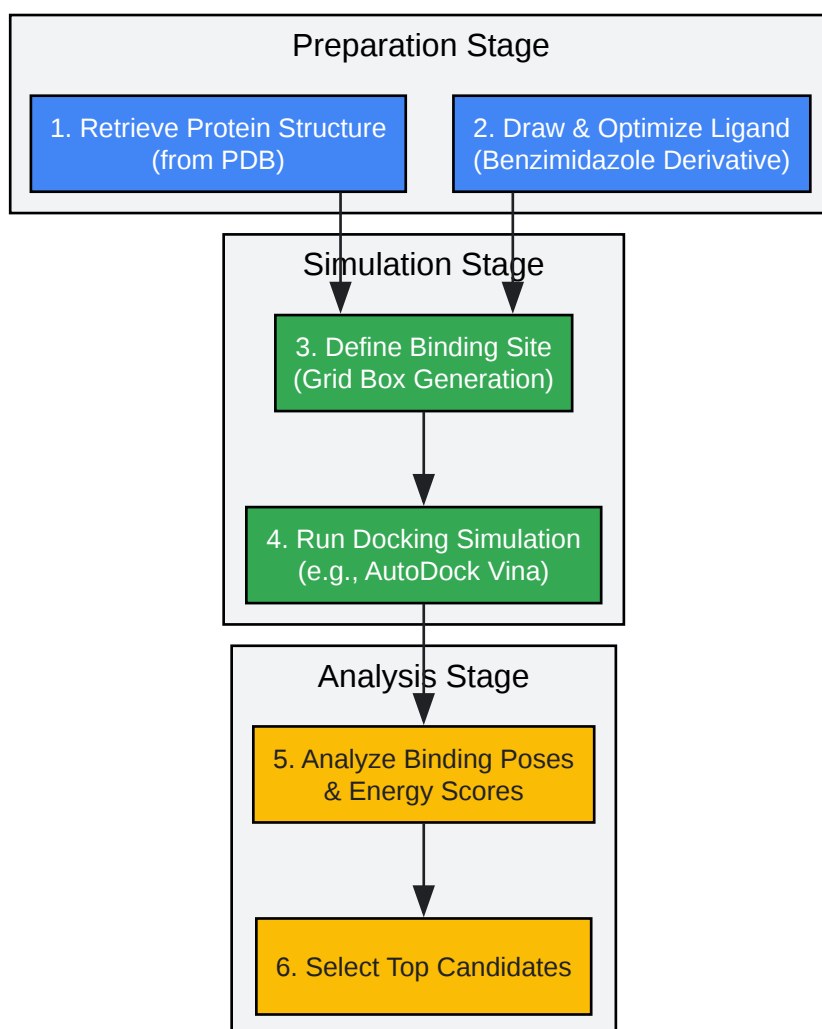 Preparation Stage
1. Retrieve Protein Structure
(from PDB)
2. Draw & Optimize Ligand
(Benzimidazole Derivative)
Simulation Stage
3. Define Binding Site
(Grid Box Generation)
4. Run Docking Simulation
(e.g., AutoDock Vina)
Analysis Stage
5. Analyze Binding Poses
& Energy Scores
6. Select Top Candidates